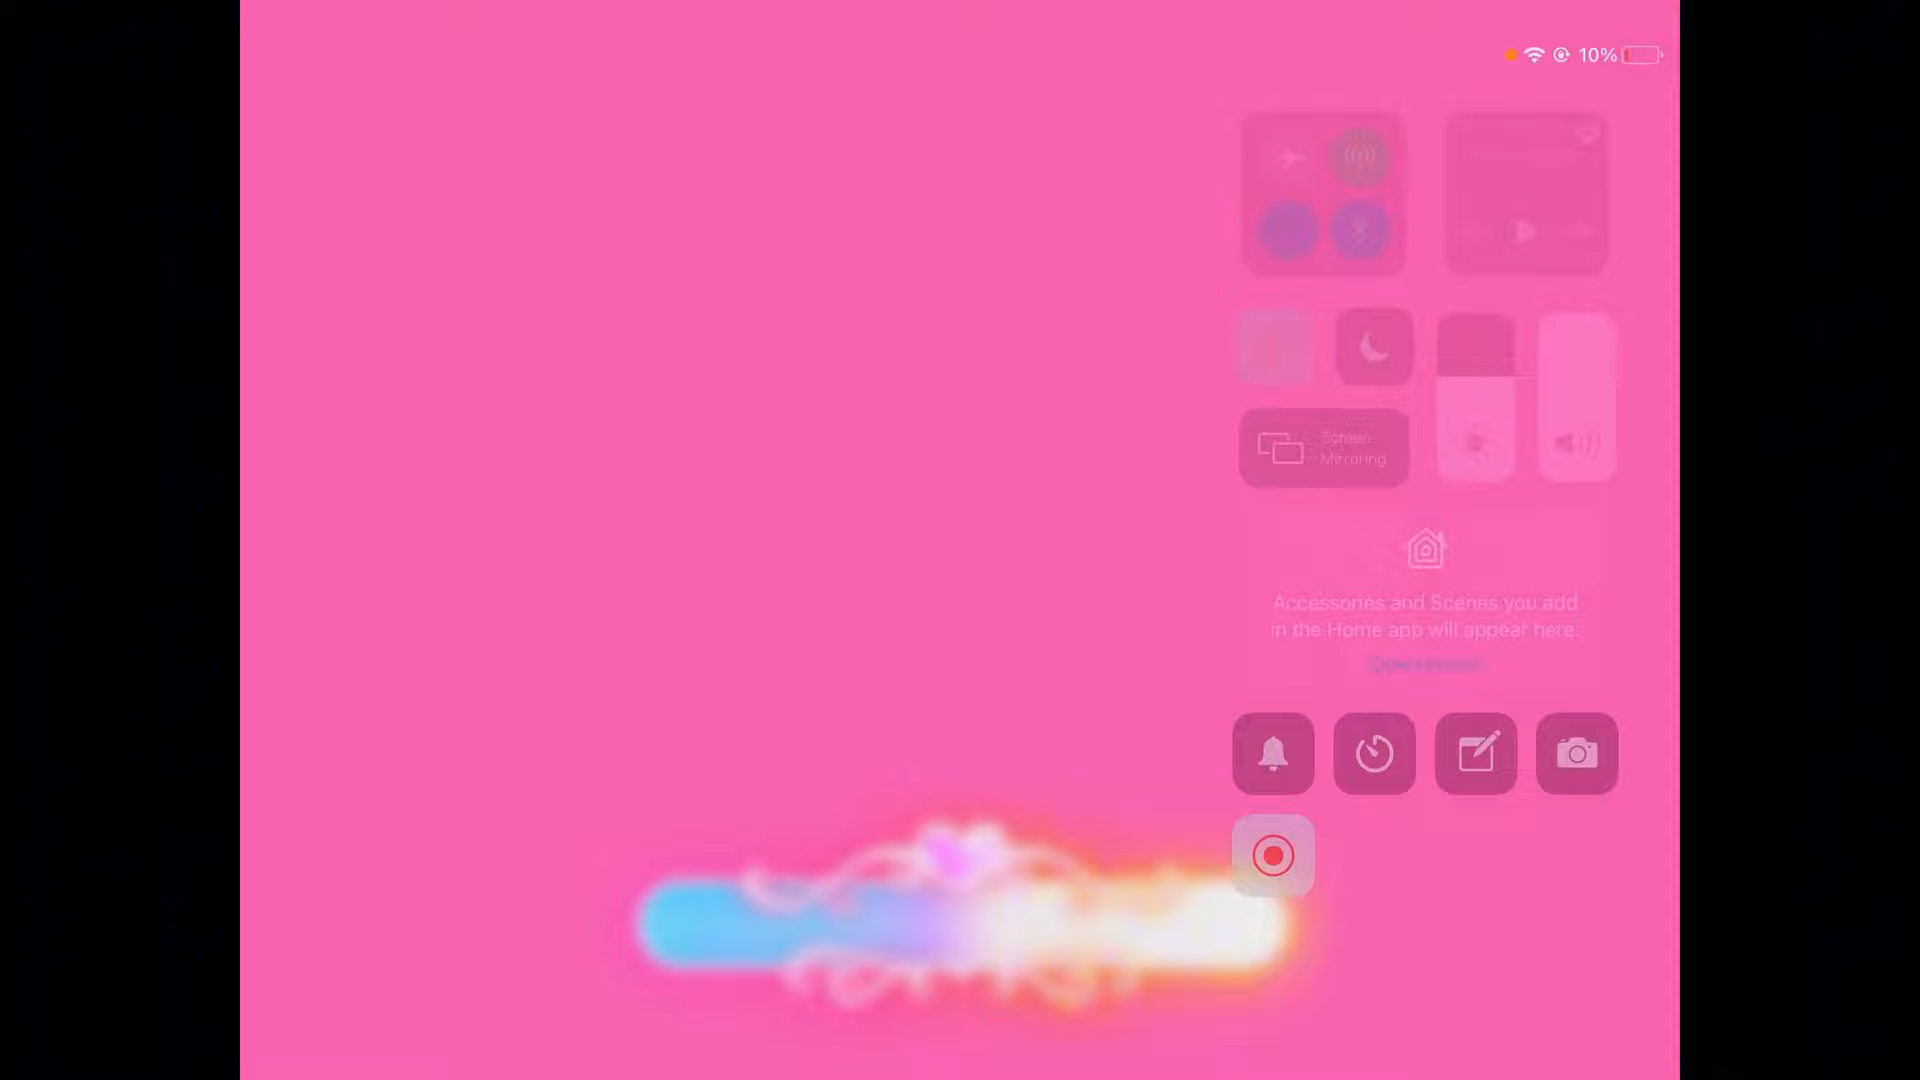 10%
Screen
Mirroring
Accessories and Scenes you add
in the Home app will appear here.